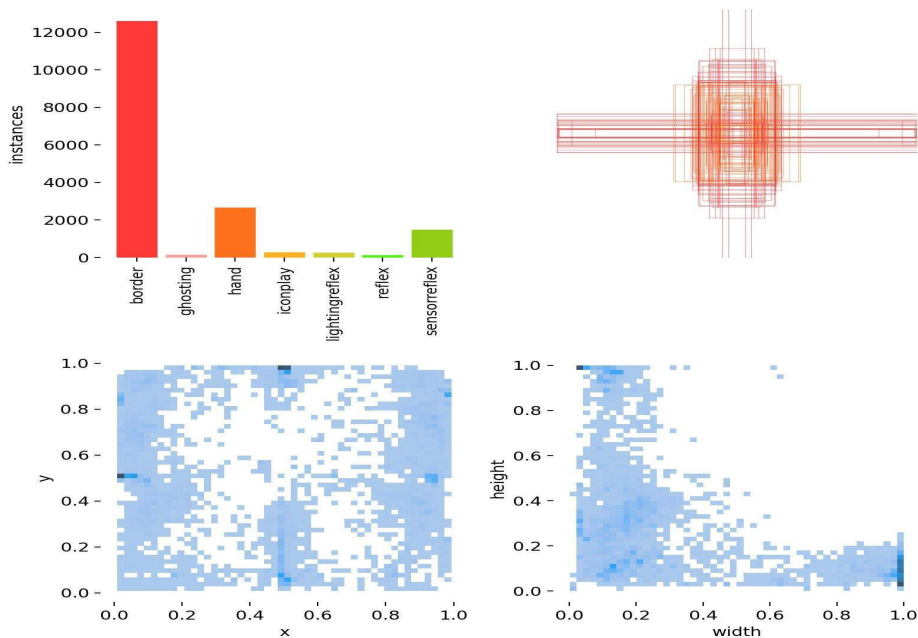 12000
10000
8000
6000
4000
2000
0
instances
border
ghosting
hand
iconplay
lightingreflex
reflex
sensorreflex
1.0
0.8
0.6
0.4
0.2
0.0
y
0.0 0.2 0.4 0.6 0.8 1.0
x
1.0
0.8
0.6
0.4
0.2
0.0
height
0.0 0.2 0.4 0.6 0.8 1.0
width